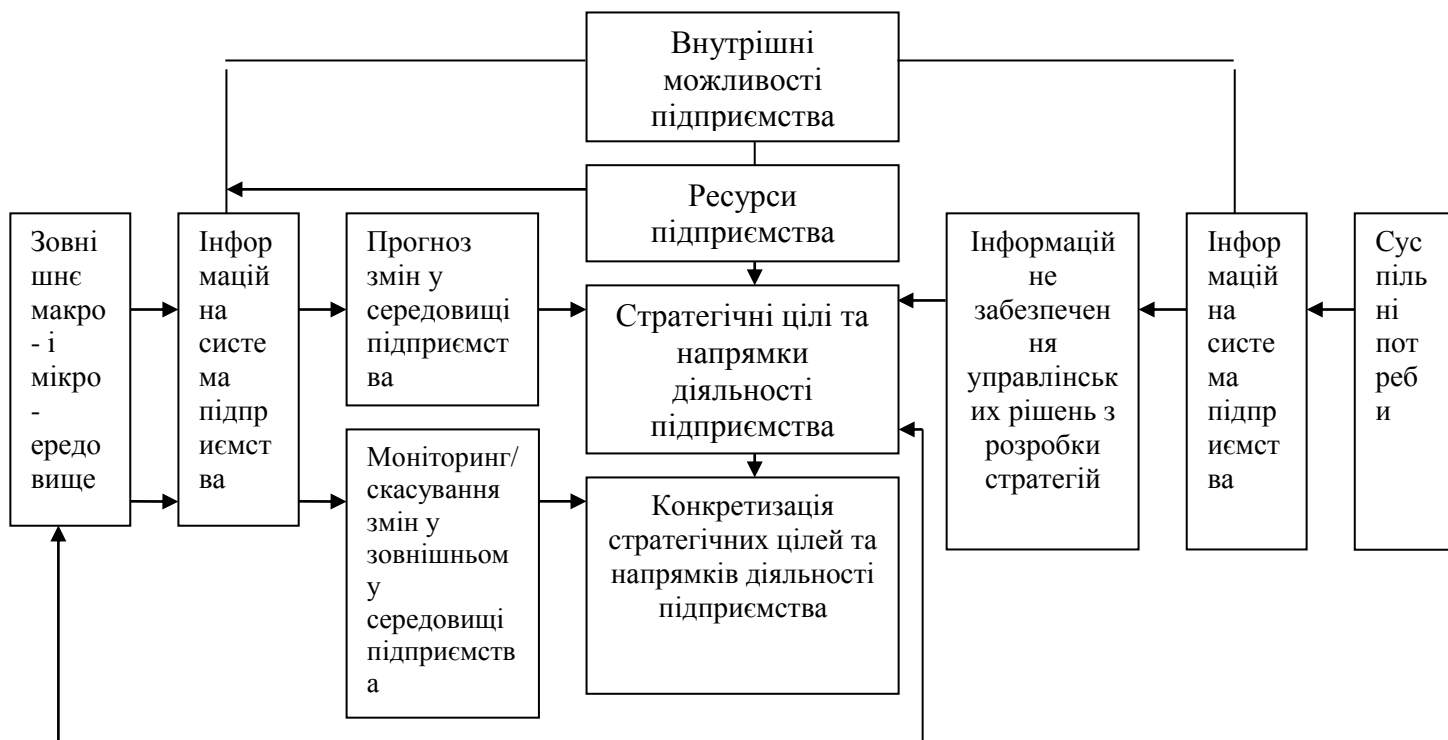 Внутрішні
можливості
підприємства
Ресурси
підприємства
Зовні
шнє
макро
- і
мікро
-
ередо
вище
Інфор
мацій
на
систе
ма
підпр
иємст
ва
Прогноз
змін у
середовищі
підприємст
ва
Моніторинг/
скасування
змін у
зовнішньом
у
середовищі
підприємств
а
Стратегічні цілі та
напрямки
діяльності
підприємства
Конкретизація
стратегічних цілей та
напрямків діяльності
підприємства
Інформацій
не
забезпечен
ня
управлінськ
их рішень з
розробки
стратегій
Інфор
мацій
на
систе
ма
підпр
иємст
ва
Сус
піль
ні
пот
реб
и